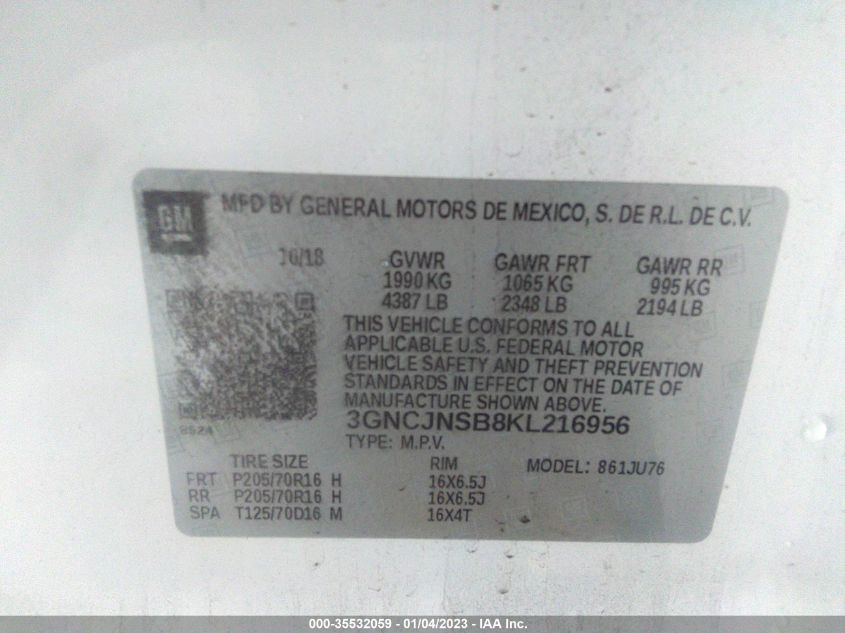 GM
MFD BY GENERAL MOTORS DE MEXICO, S. DE R.L. DE C.V.
10/18 GVWR GAWR FRT GAWR RR
1990 KG 1065 KG 995 KG
4387 LB 2348 LB 2194 LB
THIS VEHICLE CONFORMS TO ALL
APPLICABLE U.S. FEDERAL MOTOR
VEHICLE SAFETY AND THEFT PREVENTION
STANDARDS IN EFFECT ON THE DATE OF
MANUFACTURE SHOWN ABOVE.
8524 3GNCJNSB8KL216956
TYPE: M.P.V.
TIRE SIZE RIM MODEL: 861JU76
FRT P205/70R16 H 16X6.5J
RR P205/70R16 H 16X6.5J
SPA T125/70D16 M 16X4T
000-35532059 - 01/04/2023 - IAA Inc.